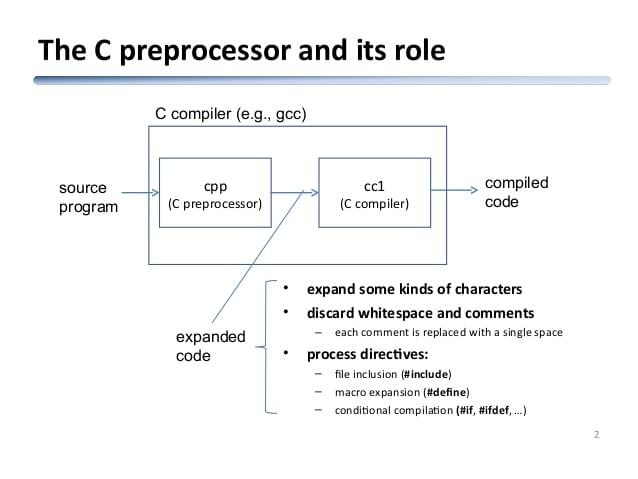 The C preprocessor and its role
C compiler (e.g., gcc)
source
program
cpp
(C preprocessor)
cc1
(C compiler)
compiled
code
expanded
code
• expand some kinds of characters
• discard whitespace and comments
– each comment is replaced with a single space
• process directives:
– file inclusion (#include)
– macro expansion (#define)
– conditional compilation (#if, #ifdef, ...)
2